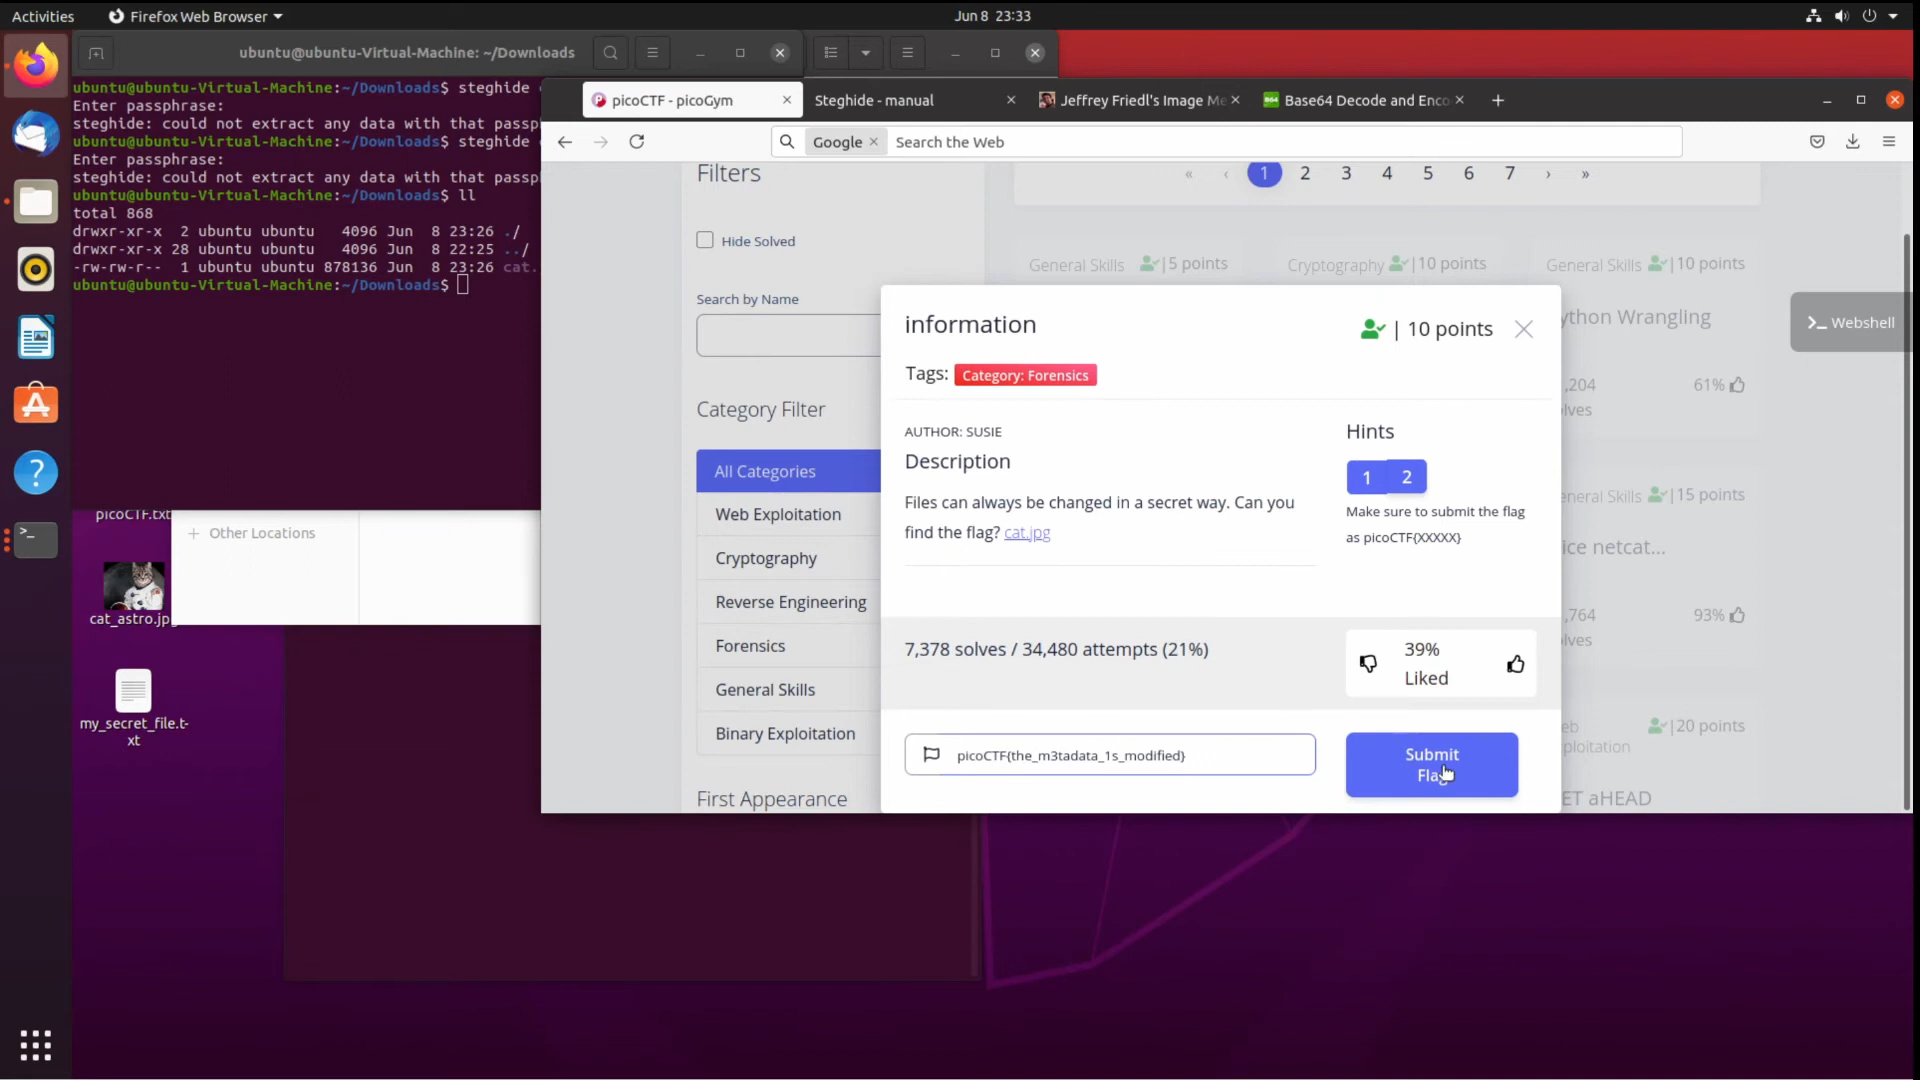 Activities
Firefox Web Browser
Jun 8 23:33
ubuntu@ubuntu-Virtual-Machine: ~/Downloads
ubuntu@ubuntu-Virtual-Machine:~/Downloads$ steghide
Enter passphrase:
steghide: could not extract any data with that passp
ubuntu@ubuntu-Virtual-Machine:~/Downloads$ steghide
Enter passphrase:
steghide: could not extract any data with that passp
ubuntu@ubuntu-Virtual-Machine:~/Downloads$ ll
total 868
drwxr-xr-x 2 ubuntu ubuntu 4096 Jun 8 23:26 ./
drwxr-xr-x 28 ubuntu ubuntu 4096 Jun 8 22:25 ../
-rw-rw-r-- 1 ubuntu ubuntu 878136 Jun 8 23:26 cat.
ubuntu@ubuntu-Virtual-Machine:~/Downloads$
picoCTF.txt
Other Locations
cat_astro.jp
my_secret_file.t-
xt
picoCTF - picoGym
Steghide - manual
Jeffrey Friedl's Image Me
Base64 Decode and Enco
Google
Search the Web
Filters
« ‹ 1 2 3 4 5 6 7 › »
Hide Solved
General Skills |5 points
Cryptography |10 points
General Skills |10 points
Search by Name
ython Wrangling
>_ Webshell
,204
61%
lves
Category Filter
All Categories
Web Exploitation
Cryptography
Reverse Engineering
Forensics
General Skills
Binary Exploitation
First Appearance
information
| 10 points
Tags: Category: Forensics
AUTHOR: SUSIE
Description
Files can always be changed in a secret way. Can you
find the flag? cat.jpg
Hints
1 2
Make sure to submit the flag
as picoCTF{XXXXX}
7,378 solves / 34,480 attempts (21%)
39%
Liked
picoCTF{the_m3tadata_1s_modified}
Submit
Flag
eneral Skills |15 points
ice netcat...
,764
93%
lves
eb
ploitation
|20 points
ET aHEAD